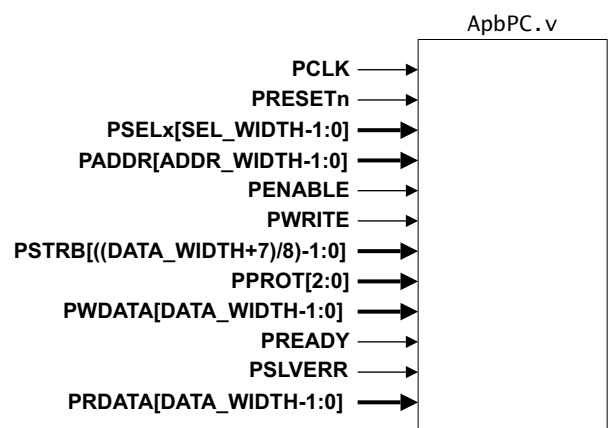 ApbPC.v
PCLK
PRESETn
PSELx[SEL_WIDTH-1:0]
PADDR[ADDR_WIDTH-1:0]
PENABLE
PWRITE
PSTRB[((DATA_WIDTH+7)/8)-1:0]
PPROT[2:0]
PWDATA[DATA_WIDTH-1:0]
PREADY
PSLVERR
PRDATA[DATA_WIDTH-1:0]